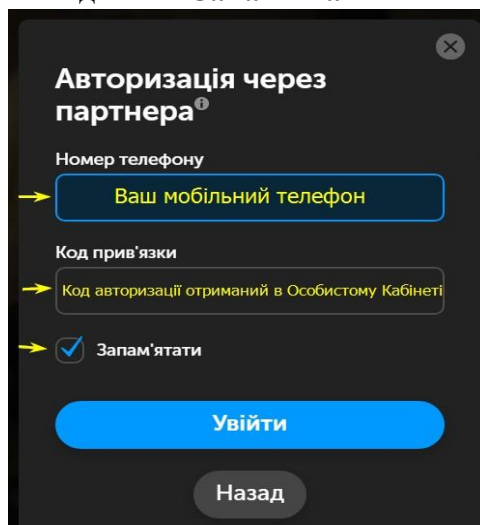 Авторизація через
партнера
Номер телефону
Ваш мобільний телефон
Код прив'язки
Код авторизації отриманий в Особистому Кабінеті
Запам'ятати
Увійти
Назад